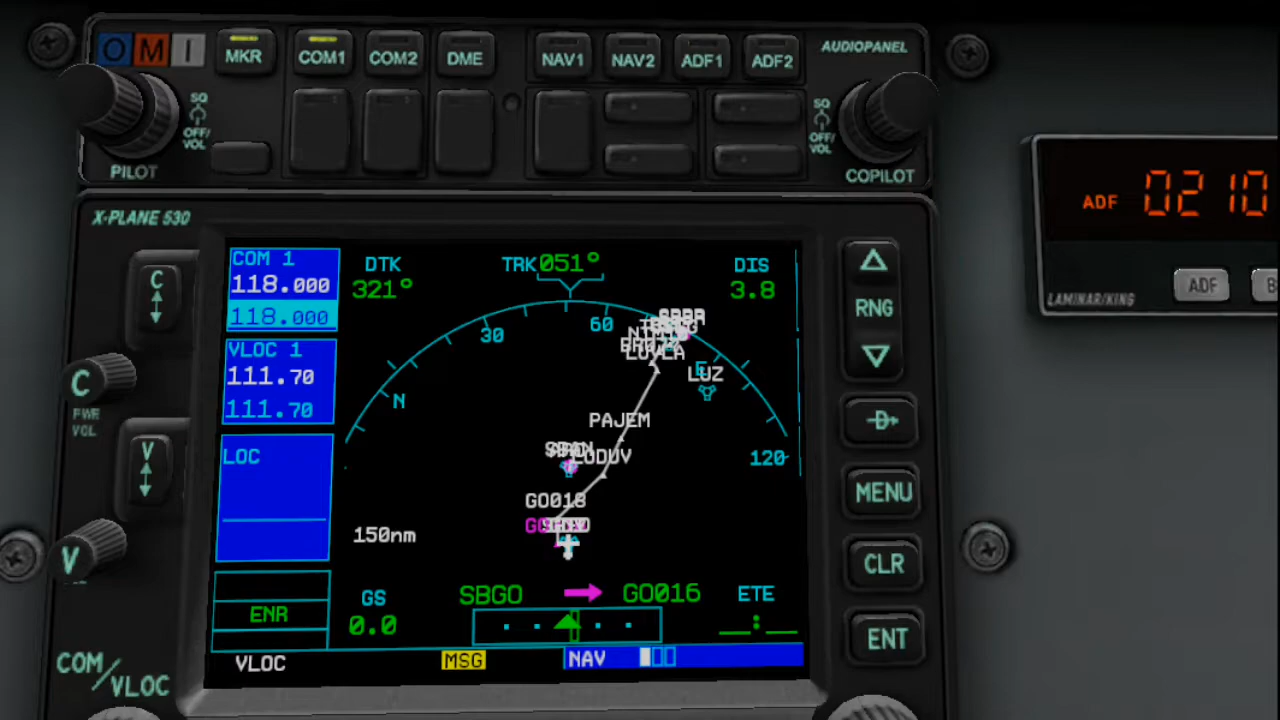 O M I MKR COM1 COM2 DME NAV1 NAV2 ADF1 ADF2 AUDIOPANEL
SQ
OFF/
VOL
PILOT
SQ
OFF/
VOL
COPILOT
X-PLANE 530
C
C
PWR
VOL
V
V
COM/VLOC
COM 1
118.000
118.000
VLOC 1
111.70
111.70
LOC
ENR
DTK
321°
TRK 051°
DIS
3.8
N 30 60 E 120
LUZ
PAJEM
LODUV
GO018
150nm
GS
0.0
SBGO GO016
ETE
__:__
VLOC MSG NAV
RNG
D
MENU
CLR
ENT
ADF 0210
LAMINAR/KING
ADF